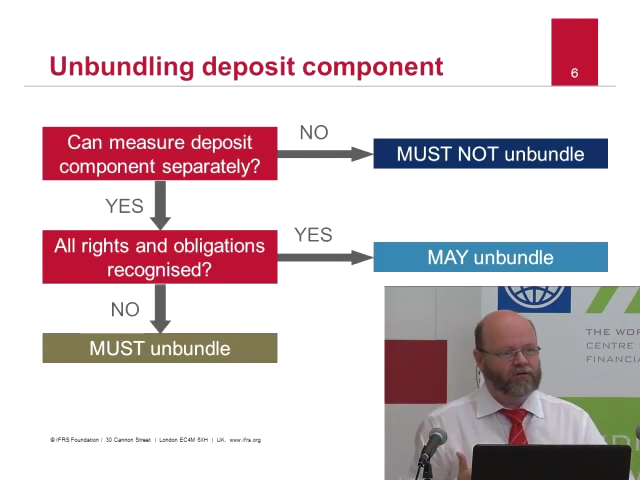 Unbundling deposit component
6
Can measure deposit
component separately?
NO
MUST NOT unbundle
YES
All rights and obligations
recognised?
YES
MAY unbundle
NO
MUST unbundle
THE WOR
CENTRE
FINANCIA
© IFRS Foundation | 30 Cannon Street | London EC4M 6XH | UK. www.ifrs.org